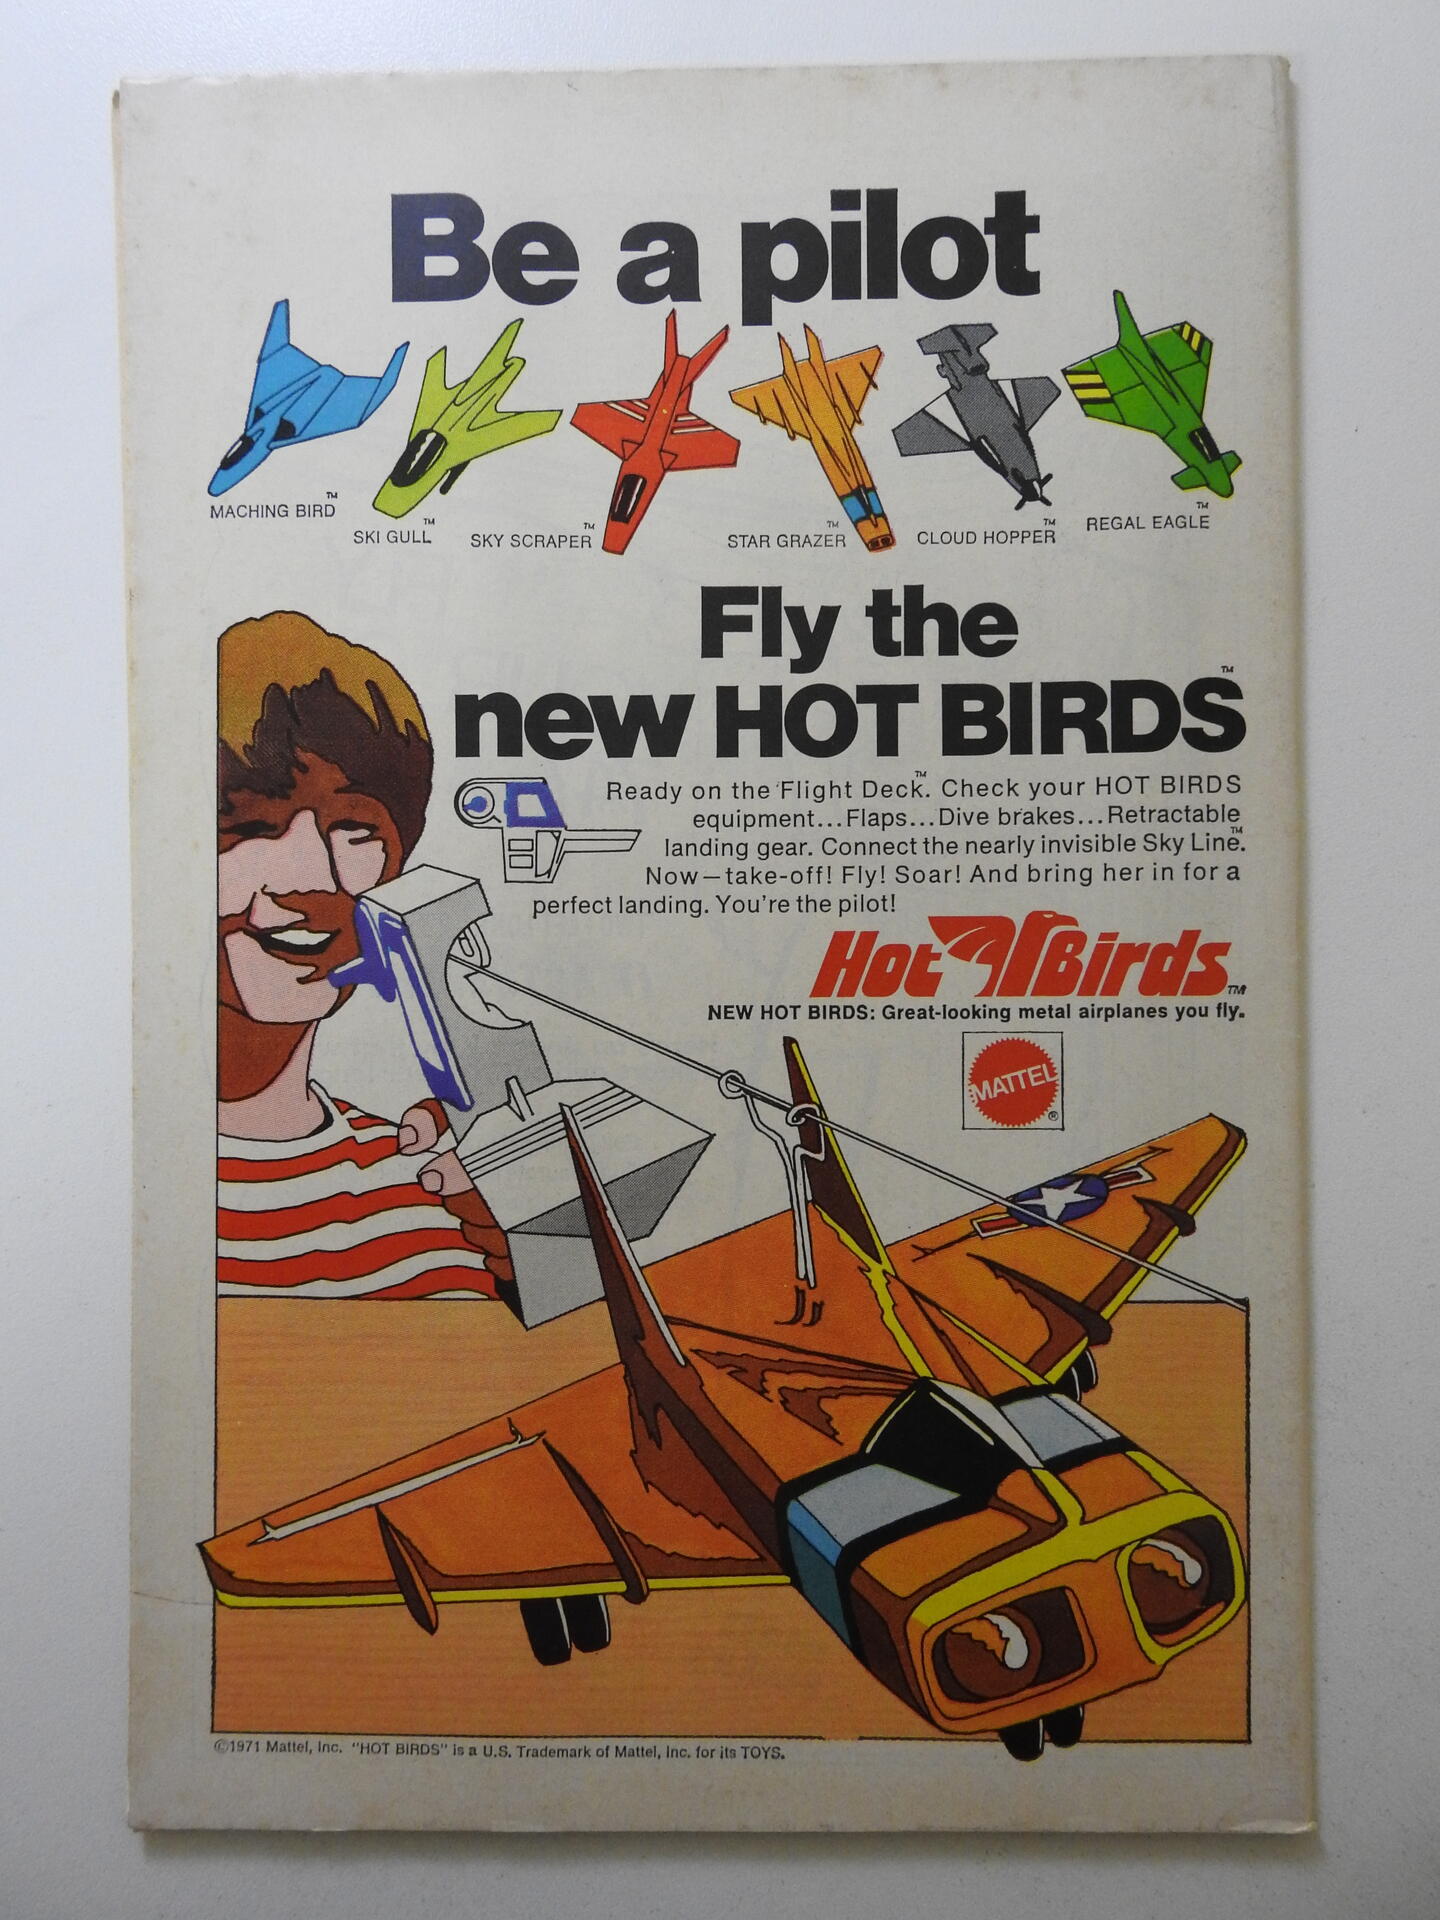 Be a pilot
MACHING BIRD™
SKI GULL™
SKY SCRAPER™
STAR GRAZER™
CLOUD HOPPER™
REGAL EAGLE™
Fly the
new HOT BIRDS™
Ready on the Flight Deck™. Check your HOT BIRDS
equipment...Flaps...Dive brakes...Retractable
landing gear. Connect the nearly invisible Sky Line™.
Now—take-off! Fly! Soar! And bring her in for a
perfect landing. You're the pilot!
Hot Birds™
NEW HOT BIRDS: Great-looking metal airplanes you fly.
MATTEL®
©1971 Mattel, Inc. "HOT BIRDS" is a U.S. Trademark of Mattel, Inc. for its TOYS.